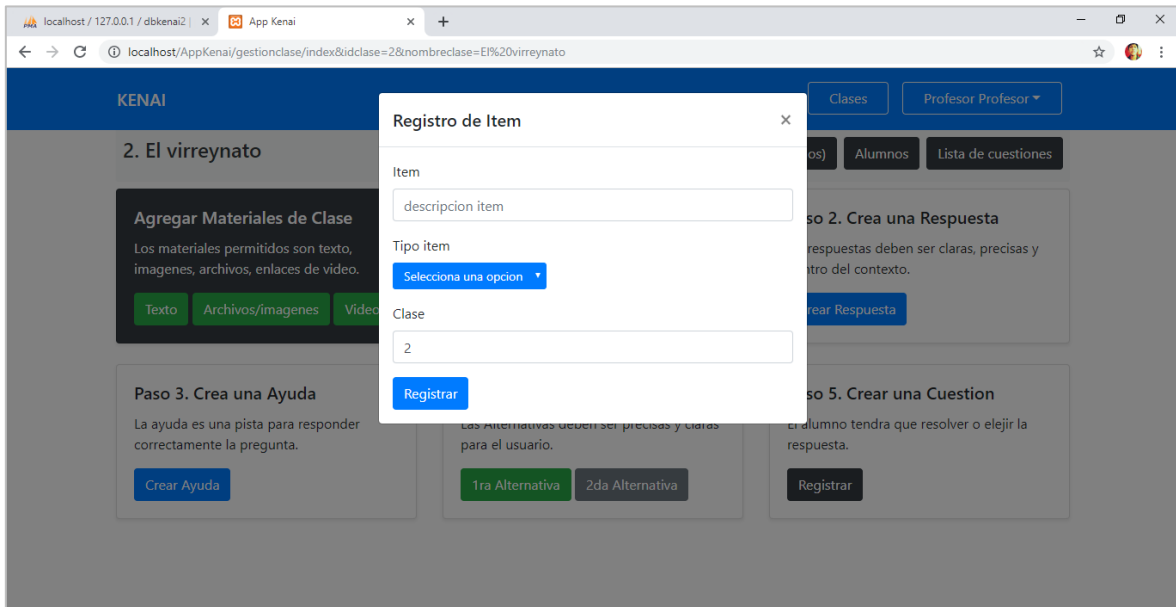 localhost / 127.0.0.1 / dbkenai2 |
App Kenai
localhost/AppKenai/gestionclase/index&idclase=2&nombreclase=El%20virreynato
KENAI
Clases
Profesor Profesor
2. El virreynato
os)
Alumnos
Lista de cuestiones
Registro de Item
×
Item
descripcion item
Tipo item
Selecciona una opcion
Clase
2
Registrar
Agregar Materiales de Clase
Los materiales permitidos son texto,
imagenes, archivos, enlaces de video.
Texto
Archivos/imagenes
Video
so 2. Crea una Respuesta
respuestas deben ser claras, precisas y
ntro del contexto.
rear Respuesta
Paso 3. Crea una Ayuda
La ayuda es una pista para responder
correctamente la pregunta.
Crear Ayuda
Las Alternativas deben ser precisas y claras
para el usuario.
1ra Alternativa
2da Alternativa
so 5. Crear una Cuestion
El alumno tendra que resolver o elejir la
respuesta.
Registrar